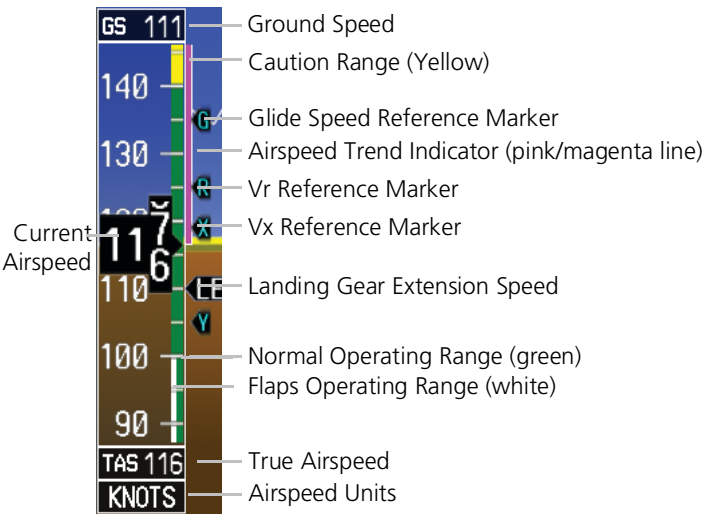 GS 111
Ground Speed
Caution Range (Yellow)
140
G
Glide Speed Reference Marker
130
Airspeed Trend Indicator (pink/magenta line)
R
Vr Reference Marker
X
Vx Reference Marker
Current
Airspeed
11
7
6
110
LE
Landing Gear Extension Speed
Y
100
Normal Operating Range (green)
Flaps Operating Range (white)
90
TAS 116
True Airspeed
KNOTS
Airspeed Units